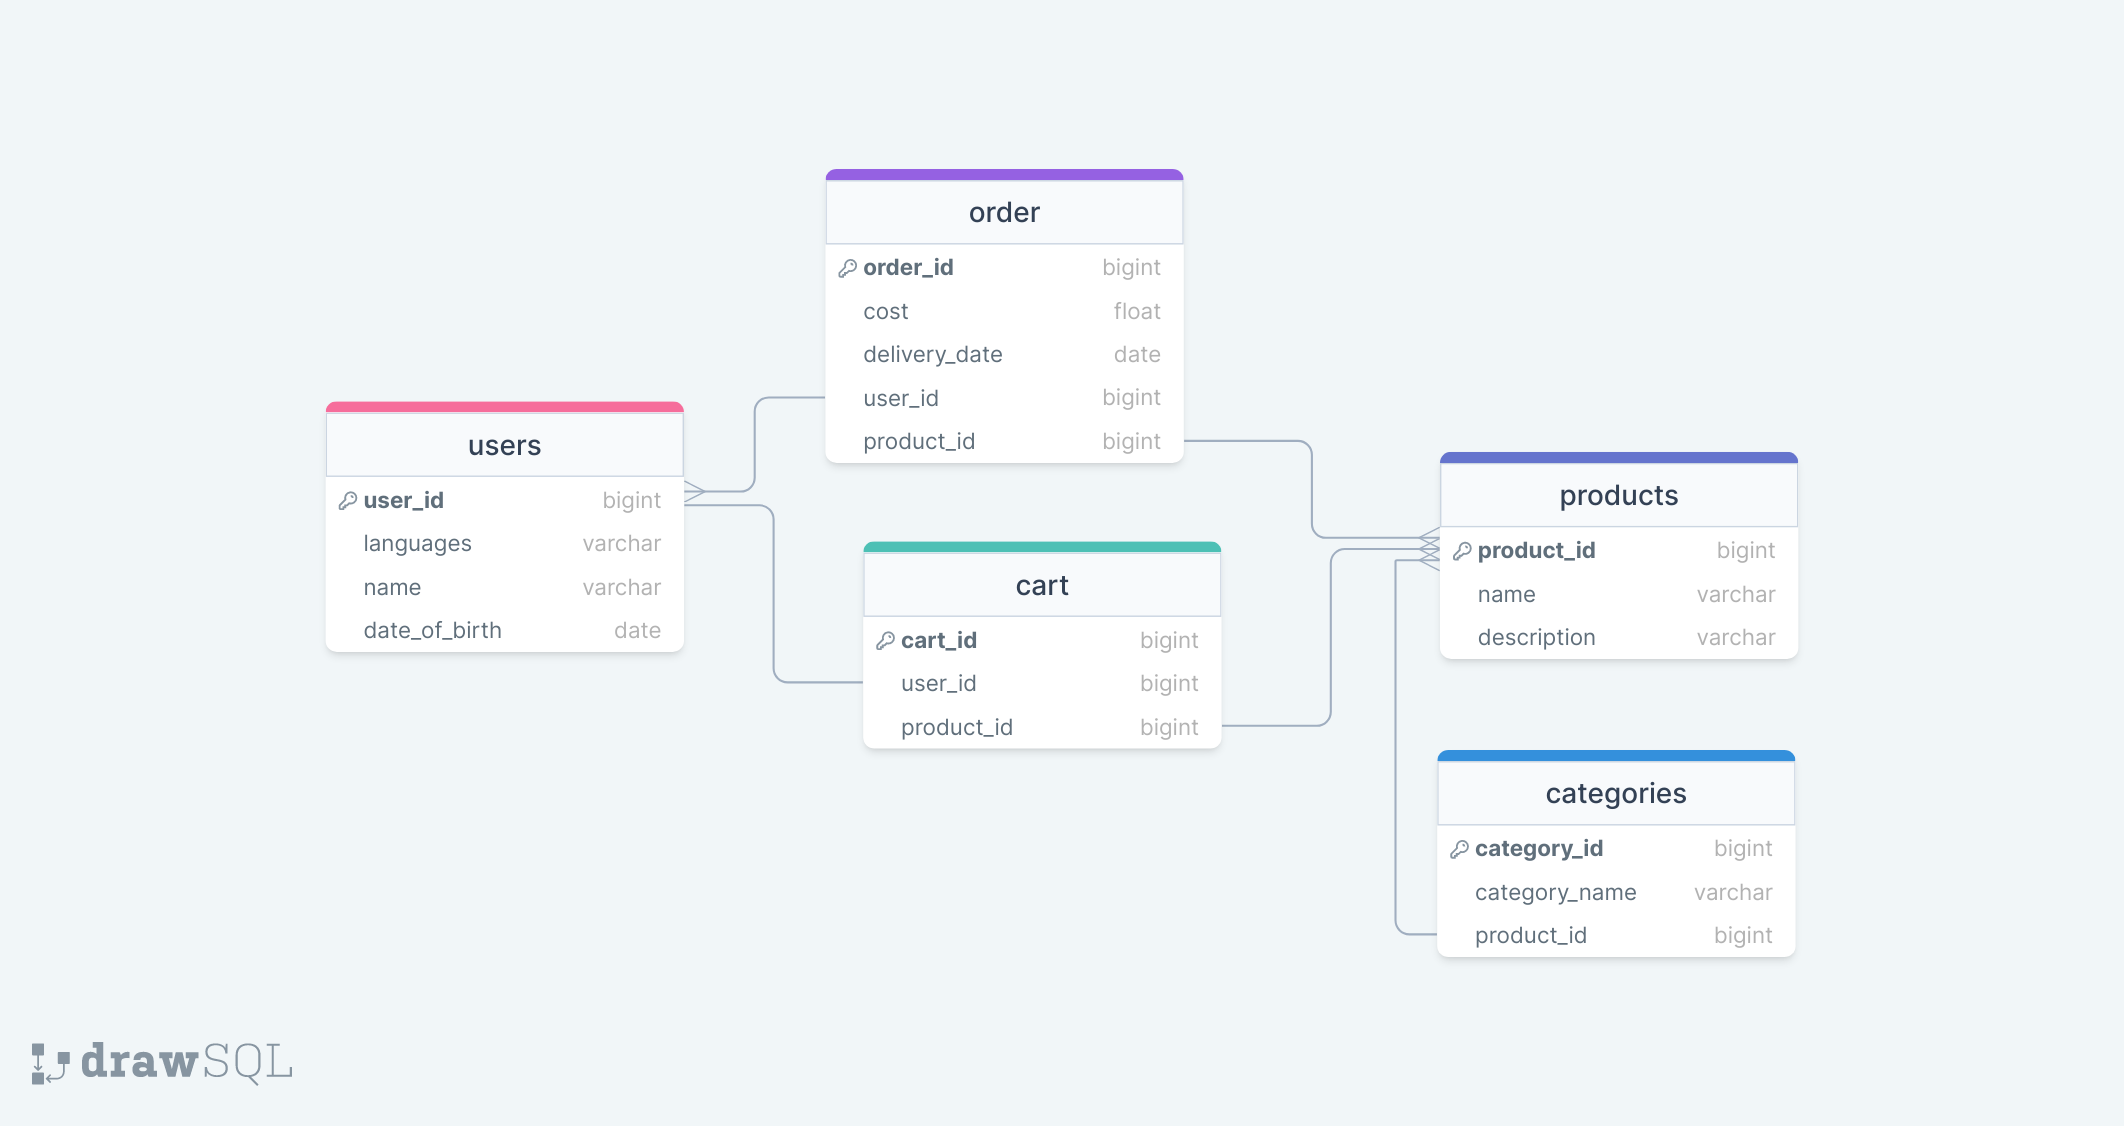 order
order_id bigint
cost float
delivery_date date
user_id bigint
product_id bigint
users
user_id bigint
languages varchar
name varchar
date_of_birth date
cart
cart_id bigint
user_id bigint
product_id bigint
products
product_id bigint
name varchar
description varchar
categories
category_id bigint
category_name varchar
product_id bigint
drawSQL